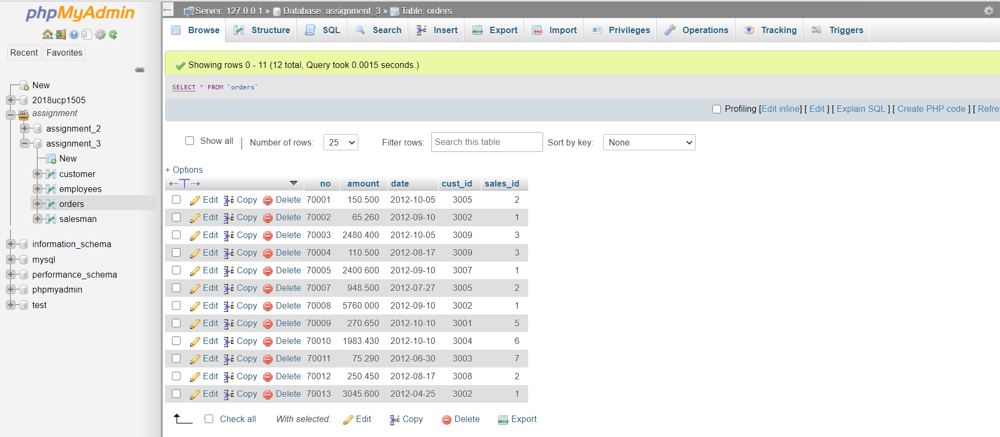 phpMyAdmin
Recent Favorites
New
2018ucp1505
assignment
assignment_2
assignment_3
New
customer
employees
orders
salesman
information_schema
mysql
performance_schema
phpmyadmin
test
Server: 127.0.0.1 » Database: assignment_3 » Table: orders
Browse Structure SQL Search Insert Export Import Privileges Operations Tracking Triggers
Showing rows 0 - 11 (12 total, Query took 0.0015 seconds.)
SELECT * FROM `orders`
Profiling [Edit inline] [ Edit ] [ Explain SQL ] [ Create PHP code ] [ Refre
Show all | Number of rows: 25 Filter rows: Search this table Sort by key: None
+ Options
←T→ no amount date cust_id sales_id
Edit Copy Delete 70001 150.500 2012-10-05 3005 2
Edit Copy Delete 70002 65.260 2012-09-10 3002 1
Edit Copy Delete 70003 2480.400 2012-10-05 3009 3
Edit Copy Delete 70004 110.500 2012-08-17 3009 3
Edit Copy Delete 70005 2400.600 2012-09-10 3007 1
Edit Copy Delete 70007 948.500 2012-07-27 3005 2
Edit Copy Delete 70008 5760.000 2012-09-10 3002 1
Edit Copy Delete 70009 270.650 2012-10-10 3001 5
Edit Copy Delete 70010 1983.430 2012-10-10 3004 6
Edit Copy Delete 70011 75.290 2012-06-30 3003 7
Edit Copy Delete 70012 250.450 2012-08-17 3008 2
Edit Copy Delete 70013 3045.600 2012-04-25 3002 1
Check all With selected: Edit Copy Delete Export